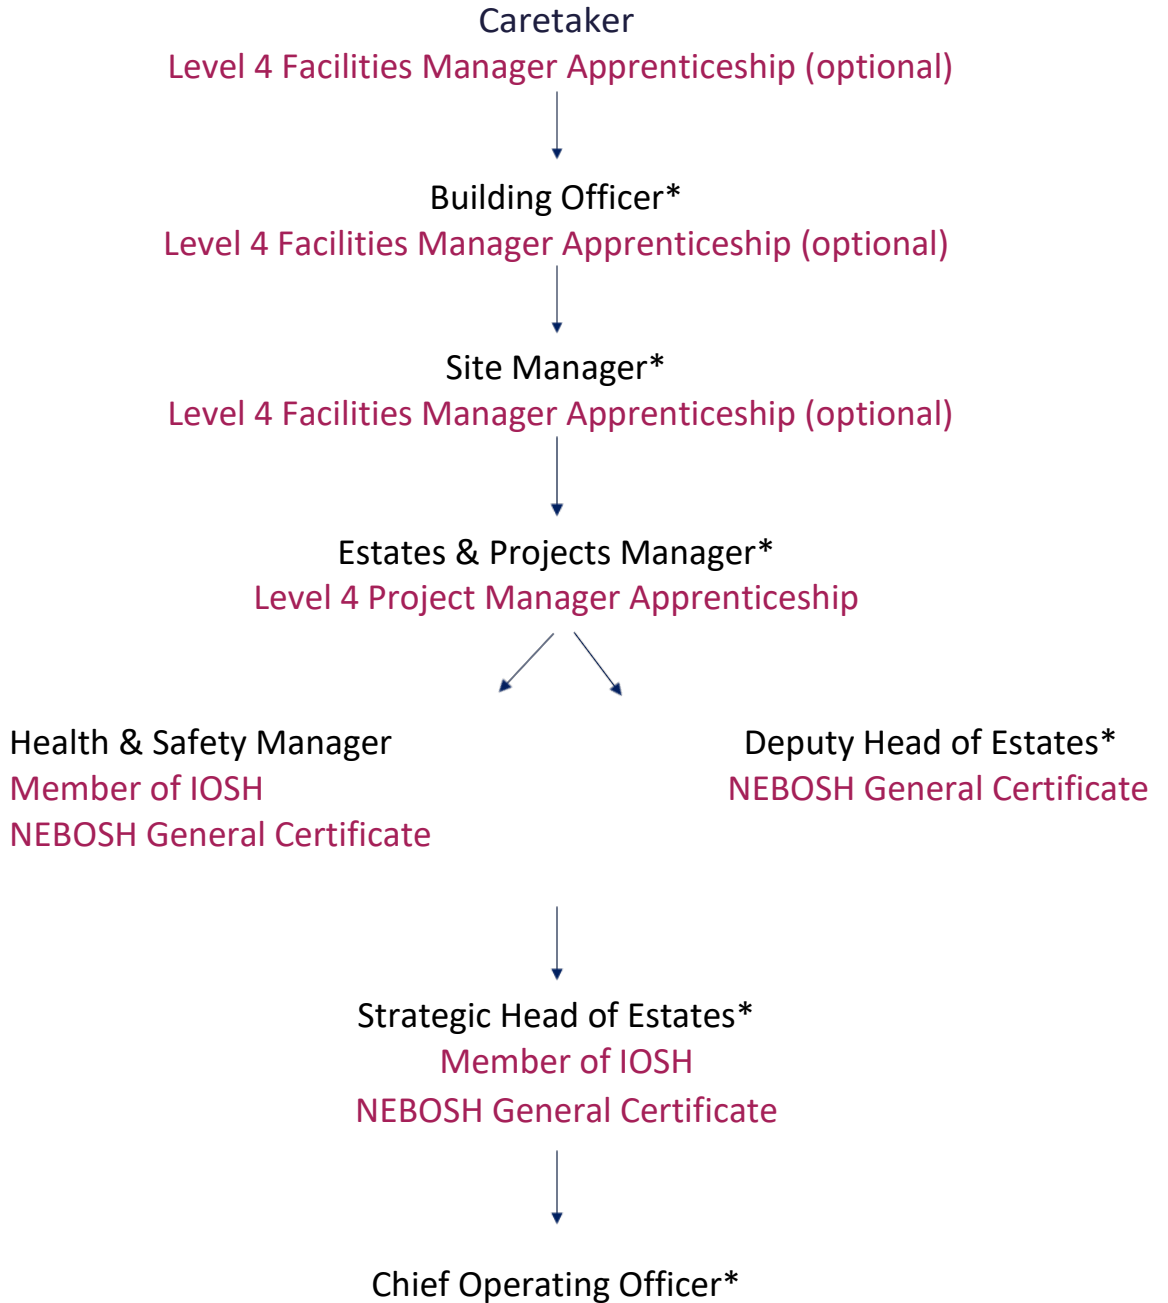 Caretaker
Level 4 Facilities Manager Apprenticeship (optional)
Building Officer*
Level 4 Facilities Manager Apprenticeship (optional)
Site Manager*
Level 4 Facilities Manager Apprenticeship (optional)
Estates & Projects Manager*
Level 4 Project Manager Apprenticeship
Health & Safety Manager
Member of IOSH
NEBOSH General Certificate
Deputy Head of Estates*
NEBOSH General Certificate
Strategic Head of Estates*
Member of IOSH
NEBOSH General Certificate
Chief Operating Officer*